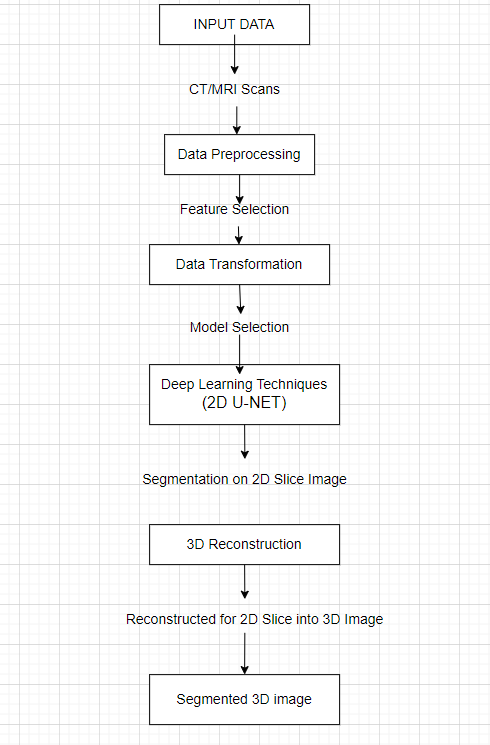 INPUT DATA
CT/MRI Scans
Data Preprocessing
Feature Selection
Data Transformation
Model Selection
Deep Learning Techniques
(2D U-NET)
Segmentation on 2D Slice Image
3D Reconstruction
Reconstructed for 2D Slice into 3D Image
Segmented 3D image